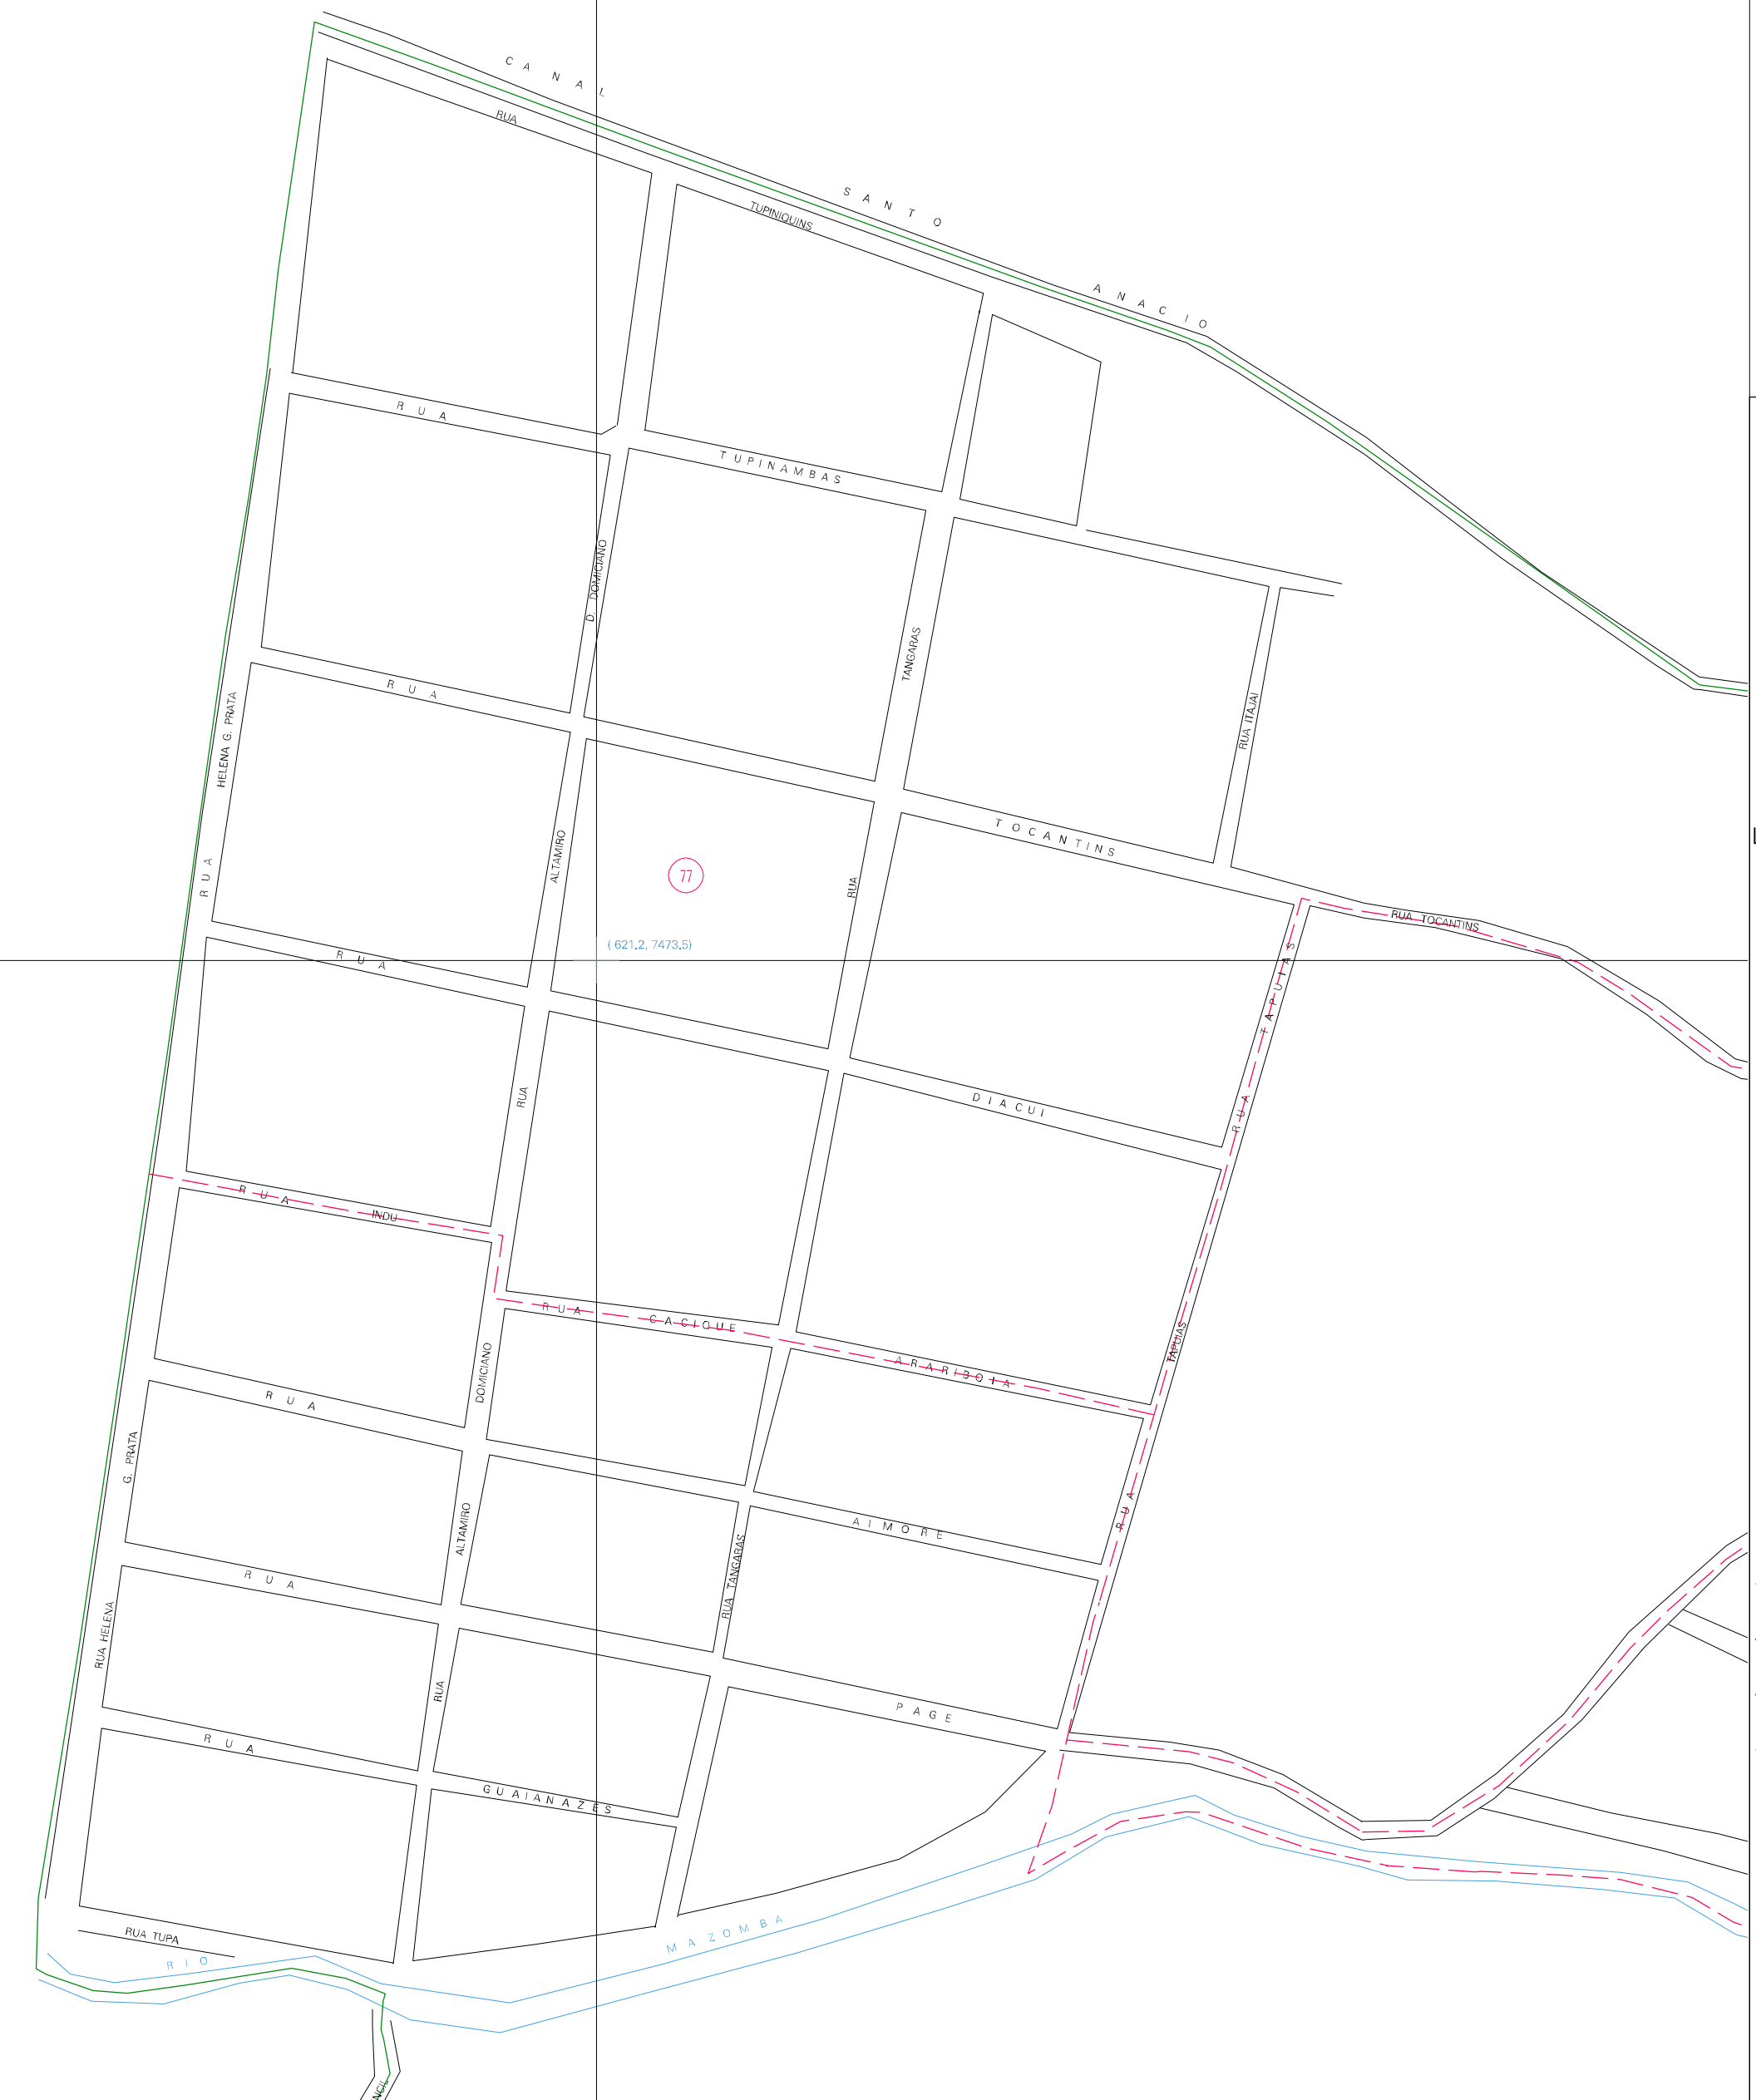 CANAL SANTO ANACIO
RUA TUPINIQUINS
RUA TUPINAMBAS
D. DOMICIANO
TANGARAS
RUA
HELENA G. PRATA
RUA ITAJAI
RUA
TOCANTINS
ALTAMIRO
77
RUA
RUA TOCANTINS
( 621.2, 7473.5)
RUA TAPUIAS
RUA
DIACUI
RUA
RUA INDU
RUA CACIQUE ARARIBOIA
TAPUIAS
DOMICIANO
RUA
AIMORE
G. PRATA
RUA
ALTAMIRO
RUA TANGARAS
RUA
PAGE
RUA HELENA
RUA
RUA
GUAIANAZES
RUA TUPA
RIO MAZOMBA